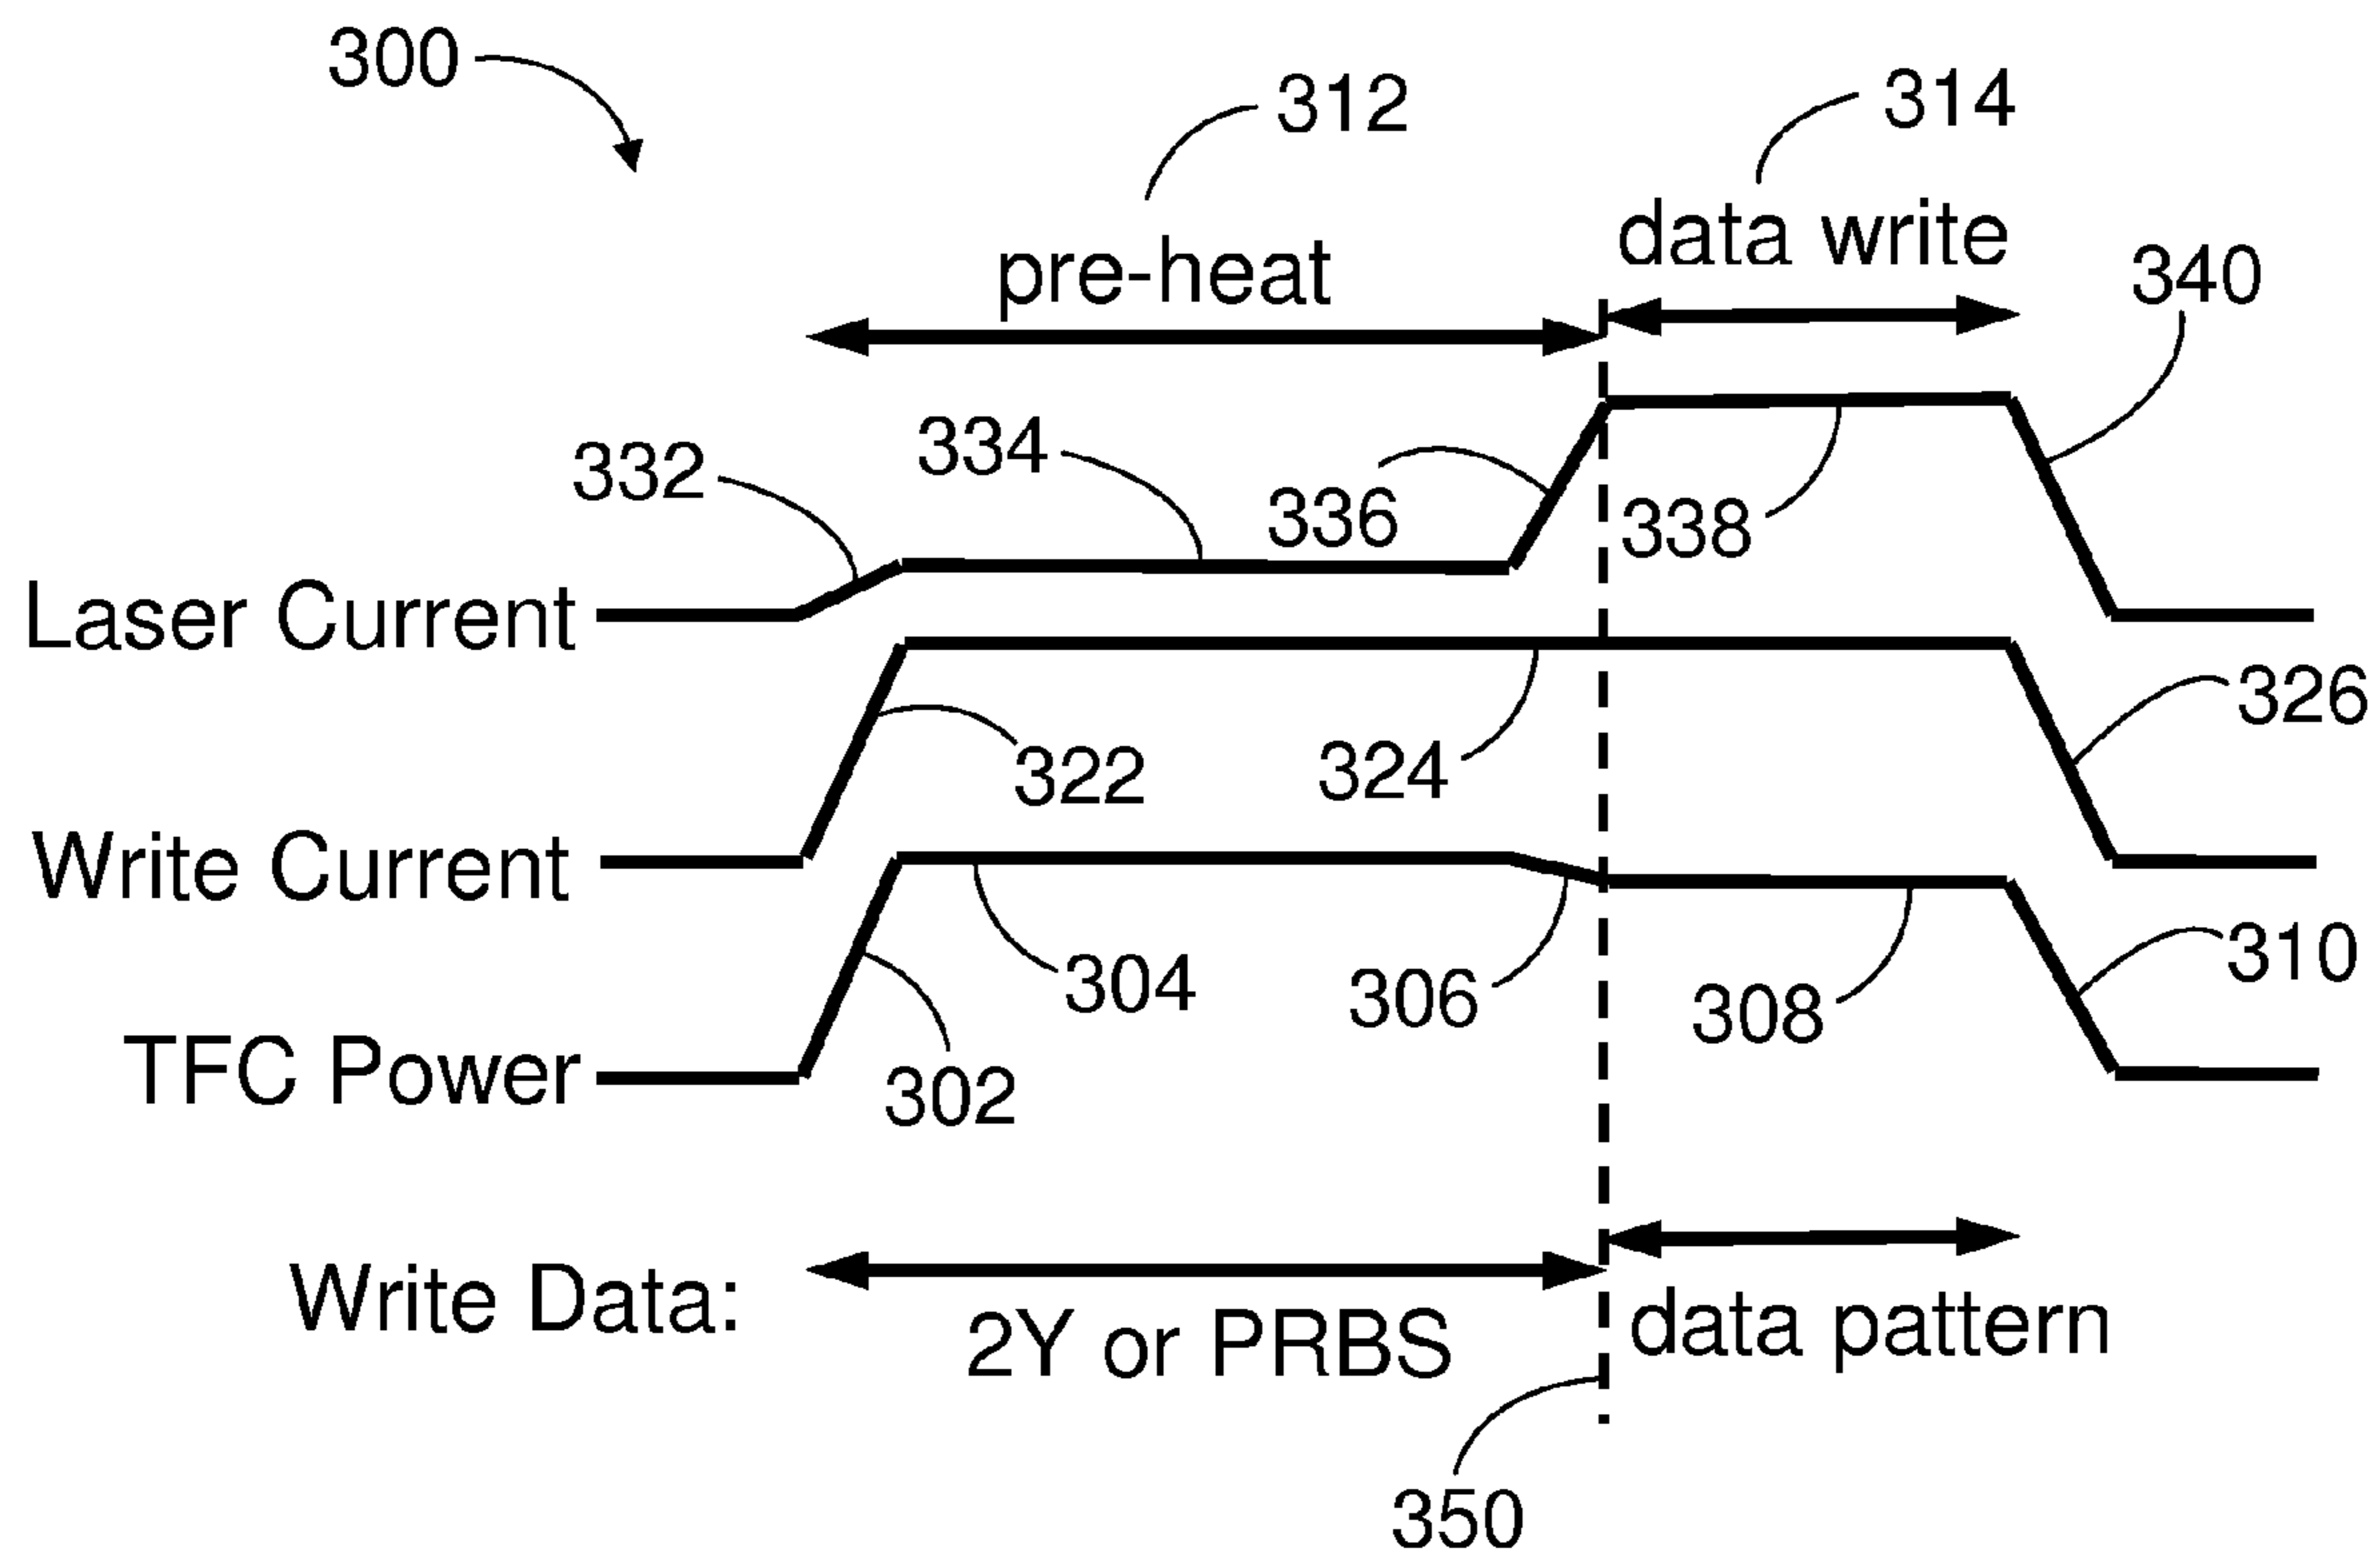 300
312
314
data write
pre-heat
340
334
332
336
338
Laser Current
326
322
324
Write Current
304
306
308
310
TFC Power
302
Write Data:
2Y or PRBS
data pattern
350